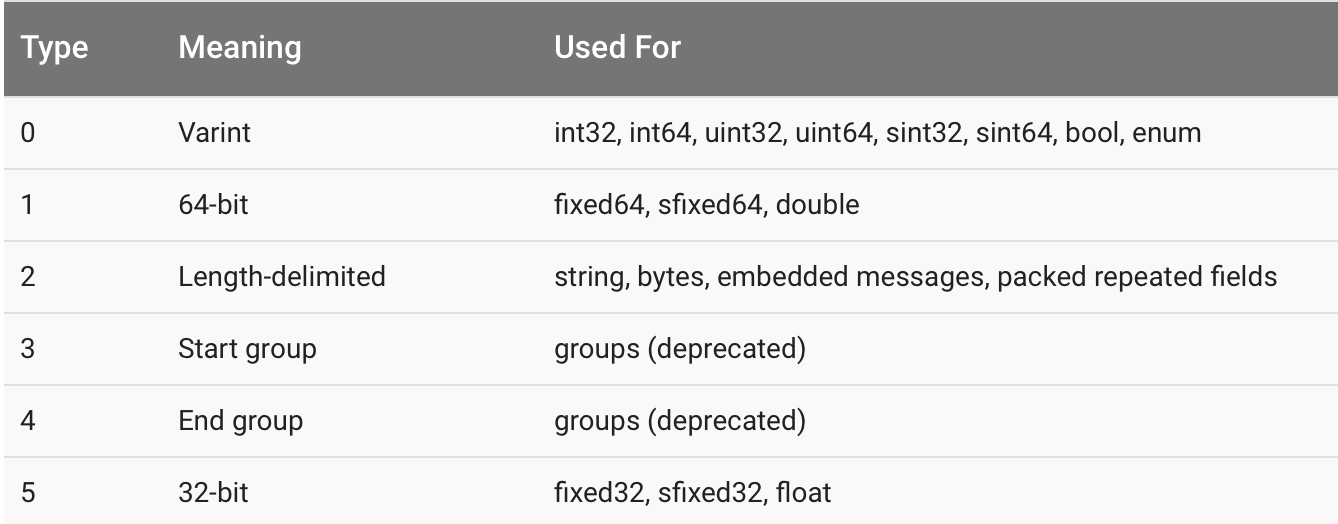 Type Meaning Used For
0 Varint int32, int64, uint32, uint64, sint32, sint64, bool, enum
1 64-bit fixed64, sfixed64, double
2 Length-delimited string, bytes, embedded messages, packed repeated fields
3 Start group groups (deprecated)
4 End group groups (deprecated)
5 32-bit fixed32, sfixed32, float